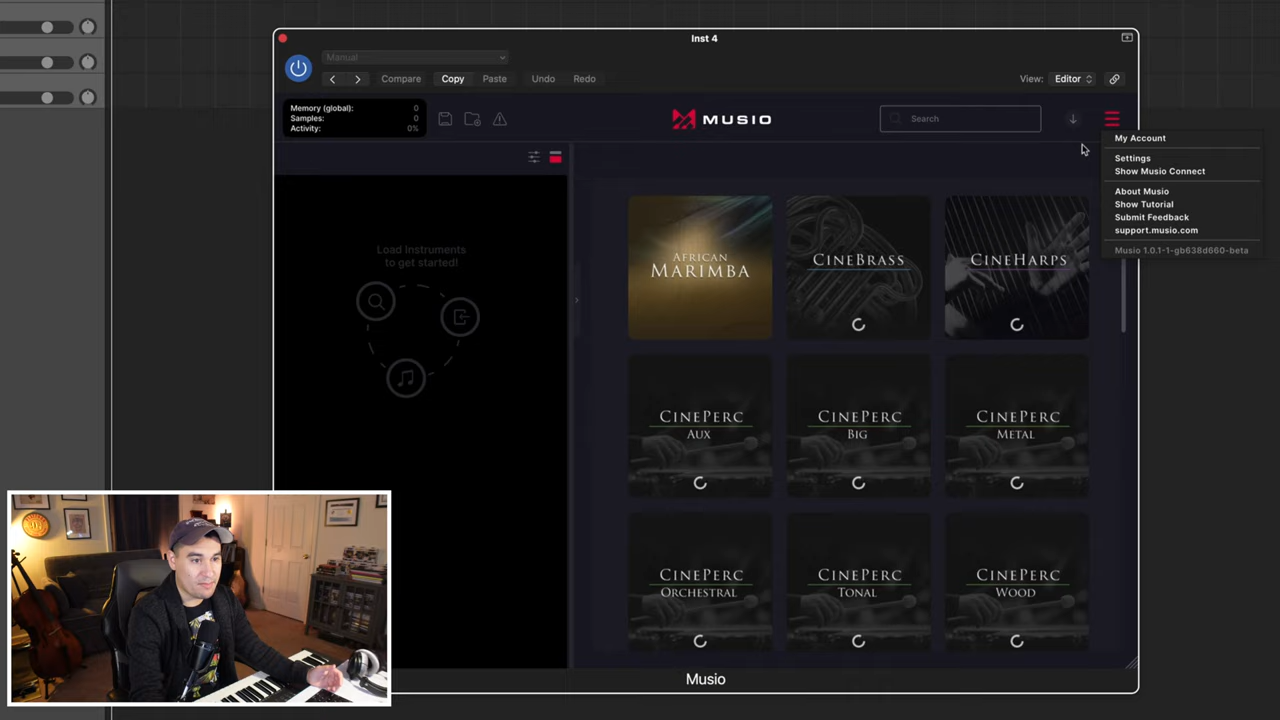 Inst 4
Manual
Compare
Copy
Paste
Undo
Redo
View:
Editor
Memory (global): 0
Samples: 0
Activity: 0%
MUSIO
Search
My Account
Settings
Show Musio Connect
About Musio
Show Tutorial
Submit Feedback
support.musio.com
Musio 1.0.1-1-gb638d660-beta
Load Instruments
to get started!
AFRICAN
MARIMBA
CINEBRASS
CINEHARPS
CINEPERC
AUX
CINEPERC
BIG
CINEPERC
METAL
CINEPERC
ORCHESTRAL
CINEPERC
TONAL
CINEPERC
WOOD
Musio